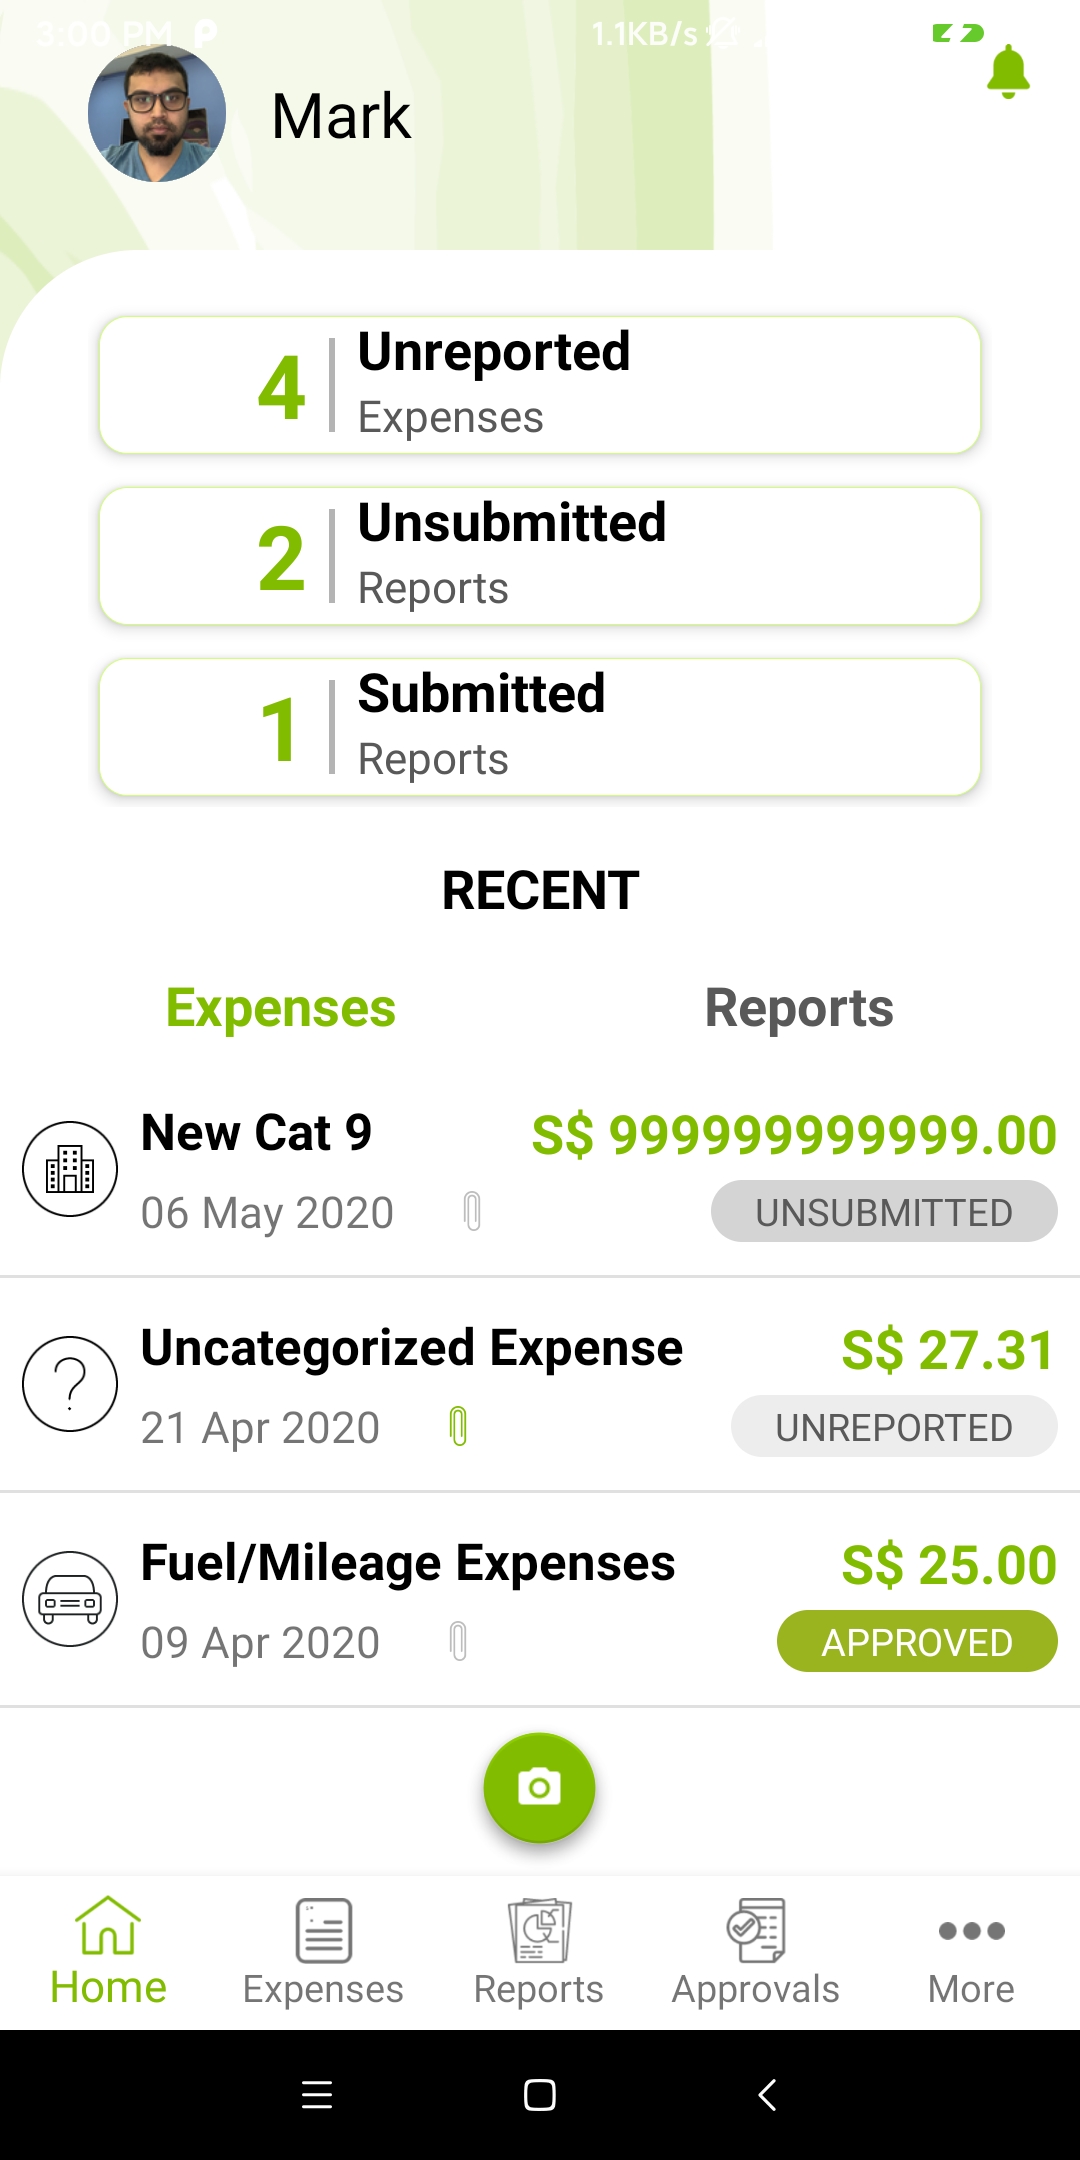 3:00 PM
1.1KB/s
Mark
4
Unreported
Expenses
2
Unsubmitted
Reports
1
Submitted
Reports
RECENT
Expenses
Reports
New Cat 9
S$ 999999999999.00
06 May 2020
UNSUBMITTED
Uncategorized Expense
S$ 27.31
21 Apr 2020
UNREPORTED
Fuel/Mileage Expenses
S$ 25.00
09 Apr 2020
APPROVED
Home
Expenses
Reports
Approvals
More